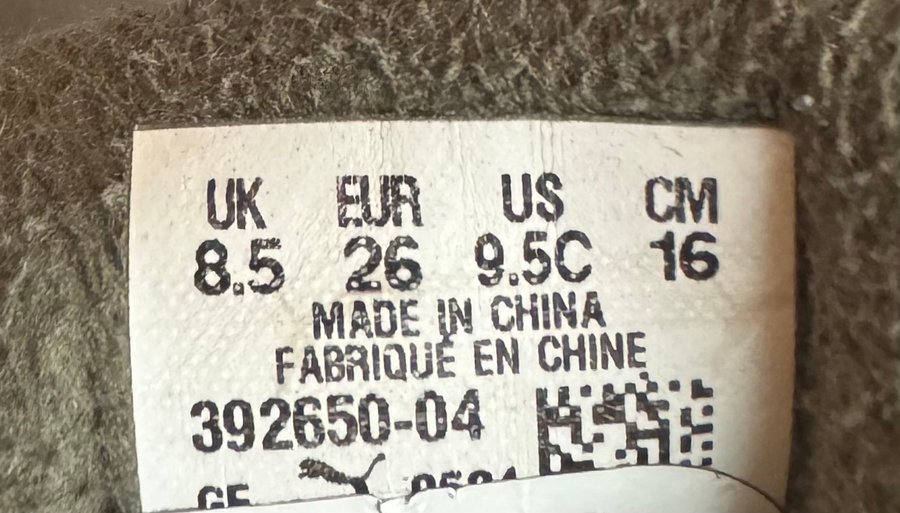 UK EUR US CM
8.5 26 9.5C 16
MADE IN CHINA
FABRIQUE EN CHINE
392650-04